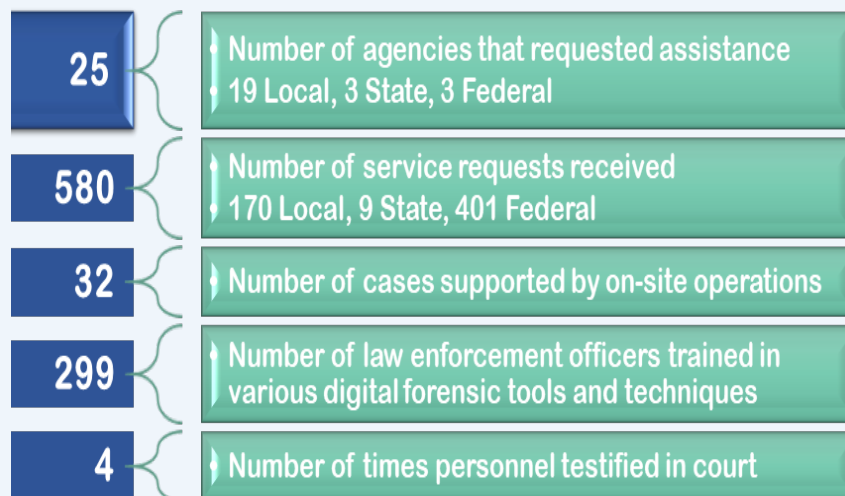 25
Number of agencies that requested assistance
19 Local, 3 State, 3 Federal
580
Number of service requests received
170 Local, 9 State, 401 Federal
32
Number of cases supported by on-site operations
299
Number of law enforcement officers trained in
various digital forensic tools and techniques
4
Number of times personnel testified in court